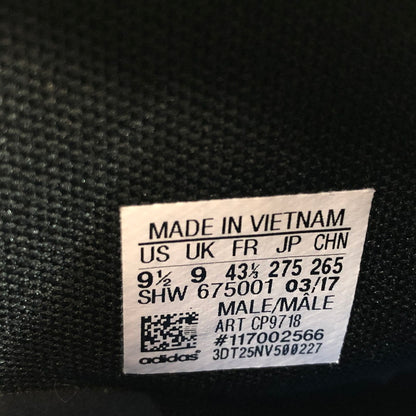 MADE IN VIETNAM
US UK FR JP CHN
9½ 9 43⅓ 275 265
SHW 675001 03/17
MALE/MÂLE
ART CP9718
#117002566
adidas® 3DT25NV500227